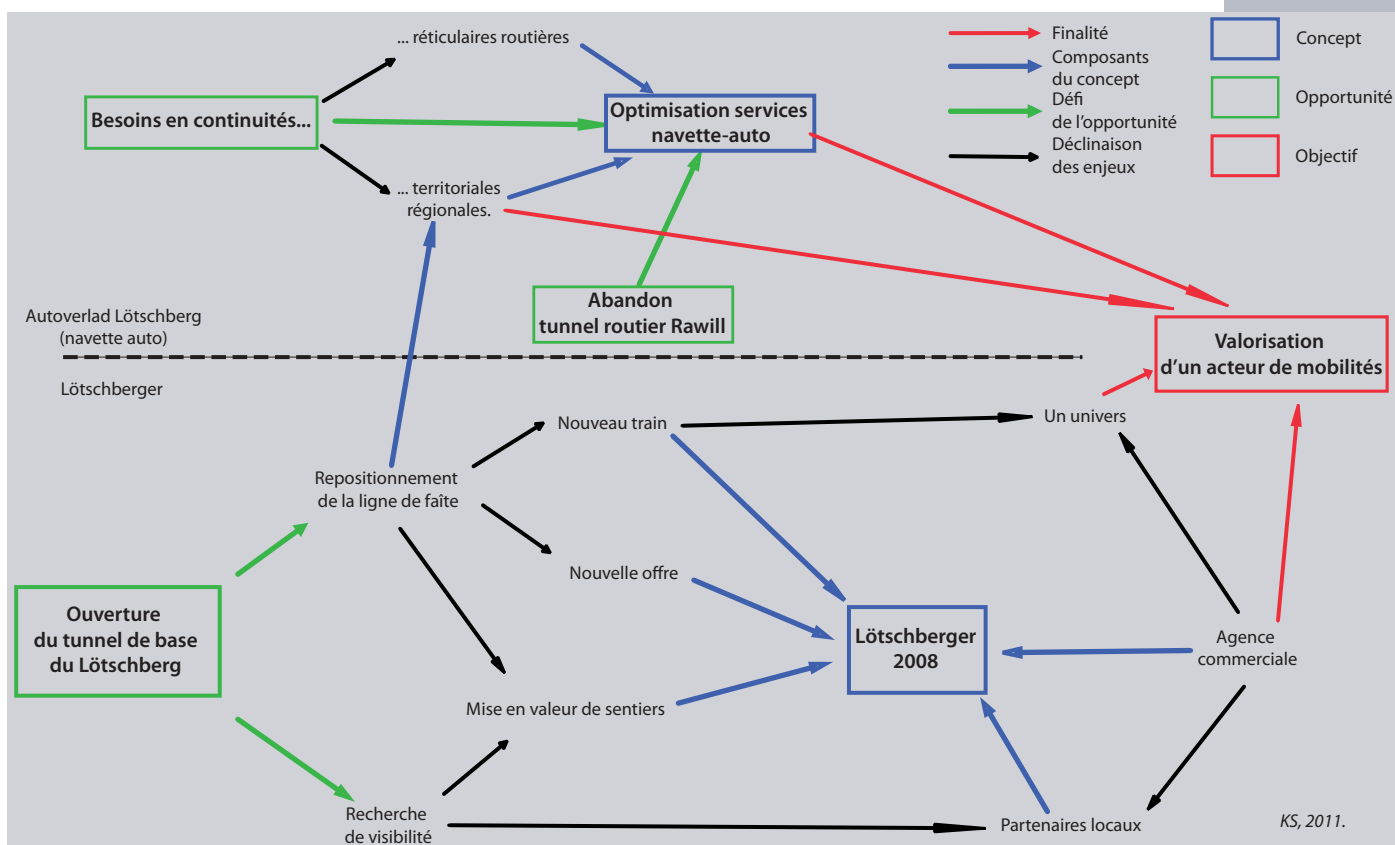 ... réticulaires routières
Besoins en continuités...
Optimisation services
navette-auto
... territoriales
régionales.
Abandon
tunnel routier Rawill
Finalité
Composants
du concept
Défi
de l'opportunité
Déclinaison
des enjeux
Concept
Opportunité
Objectif
Autoverlad Lötschberg
(navette auto)
Lötschberger
Valorisation
d'un acteur de mobilités
Nouveau train
Un univers
Repositionnement
de la ligne de faîte
Nouvelle offre
Ouverture
du tunnel de base
du Lötschberg
Lötschberger
2008
Agence
commerciale
Mise en valeur de sentiers
Recherche
de visibilité
Partenaires locaux
KS, 2011.